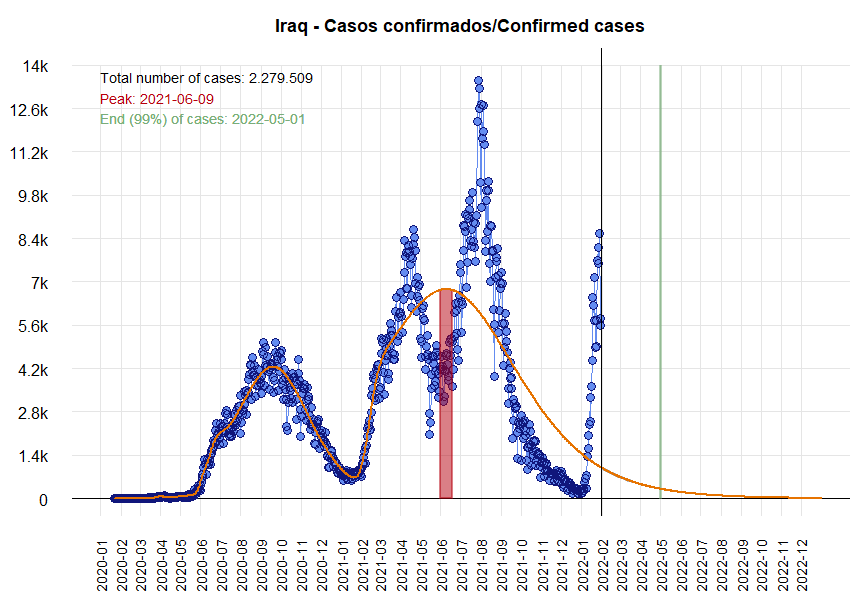 Iraq - Casos confirmados/Confirmed cases
Total number of cases: 2.279.509
Peak: 2021-06-09
End (99%) of cases: 2022-05-01
14k
12.6k
11.2k
9.8k
8.4k
7k
5.6k
4.2k
2.8k
1.4k
0
2020-01
2020-02
2020-03
2020-04
2020-05
2020-06
2020-07
2020-08
2020-09
2020-10
2020-11
2020-12
2021-01
2021-02
2021-03
2021-04
2021-05
2021-06
2021-07
2021-08
2021-09
2021-10
2021-11
2021-12
2022-01
2022-02
2022-03
2022-04
2022-05
2022-06
2022-07
2022-08
2022-09
2022-10
2022-11
2022-12